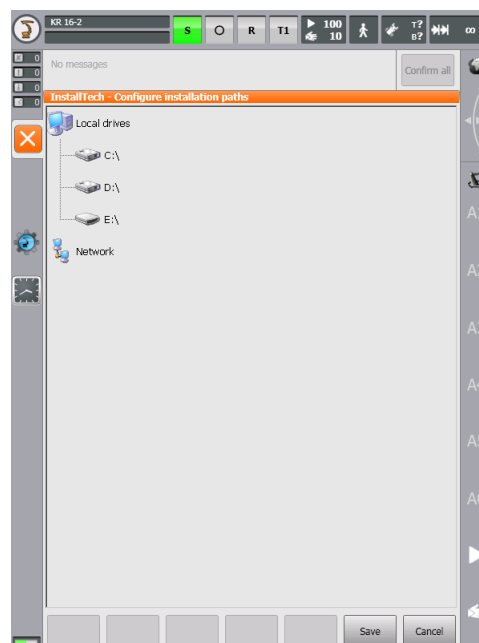 KR 16-2
S O R T1 100 10 T? B? ∞
0
0
0
0
No messages
Confirm all
InstallTech - Configure installation paths
Local drives
C:\
D:\
E:\
Network
A
A
A
A4
A
A
Save Cancel